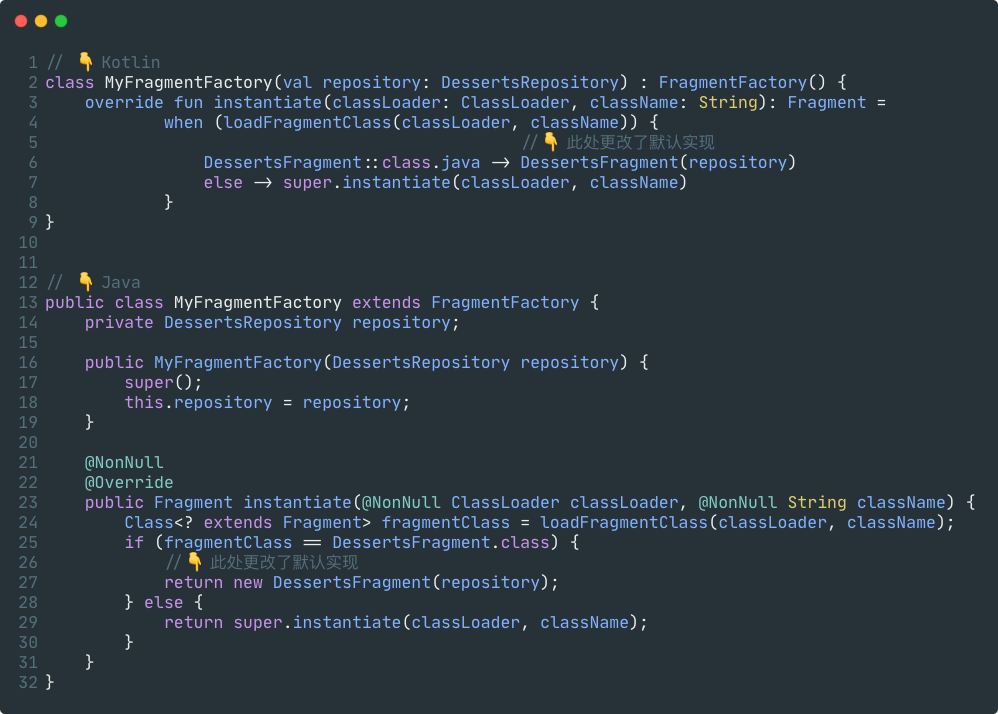 1 // 👇 Kotlin
2 class MyFragmentFactory(val repository: DessertsRepository) : FragmentFactory() {
3     override fun instantiate(classLoader: ClassLoader, className: String): Fragment =
4             when (loadFragmentClass(classLoader, className)) {
5                                                 //👇 此处更改了默认实现
6                 DessertsFragment::class.java -> DessertsFragment(repository)
7                 else -> super.instantiate(classLoader, className)
8             }
9 }
10
11
12 // 👇 Java
13 public class MyFragmentFactory extends FragmentFactory {
14     private DessertsRepository repository;
15
16     public MyFragmentFactory(DessertsRepository repository) {
17         super();
18         this.repository = repository;
19     }
20
21     @NonNull
22     @Override
23     public Fragment instantiate(@NonNull ClassLoader classLoader, @NonNull String className) {
24         Class<? extends Fragment> fragmentClass = loadFragmentClass(classLoader, className);
25         if (fragmentClass == DessertsFragment.class) {
26             //👇 此处更改了默认实现
27             return new DessertsFragment(repository);
28         } else {
29             return super.instantiate(classLoader, className);
30         }
31     }
32 }